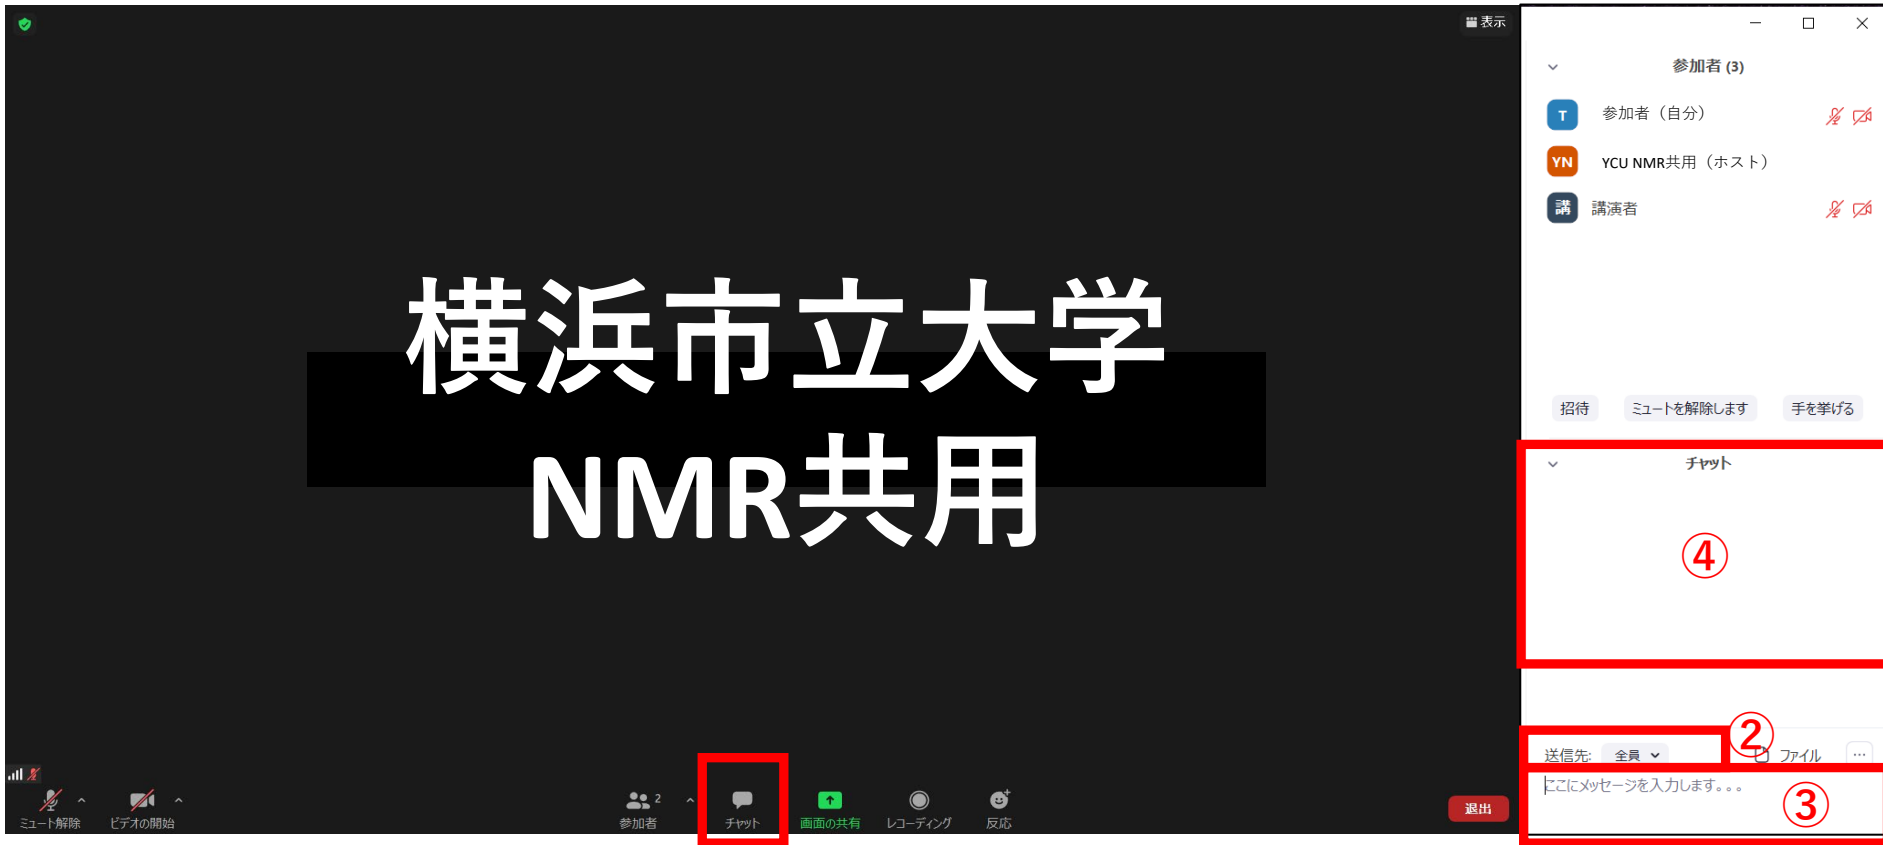 表示
横浜市立大学
NMR共用
参加者 (3)
T 参加者（自分）
YN YCU NMR共用（ホスト）
講 講演者
招待 ミュートを解除します 手を挙げる
チャット
④
②
送信先: 全員 ファイル ...
ここにメッセージを入力します。。。
③
2
ミュート解除 ビデオの開始 参加者 チャット 画面の共有 レコーディング 反応 退出